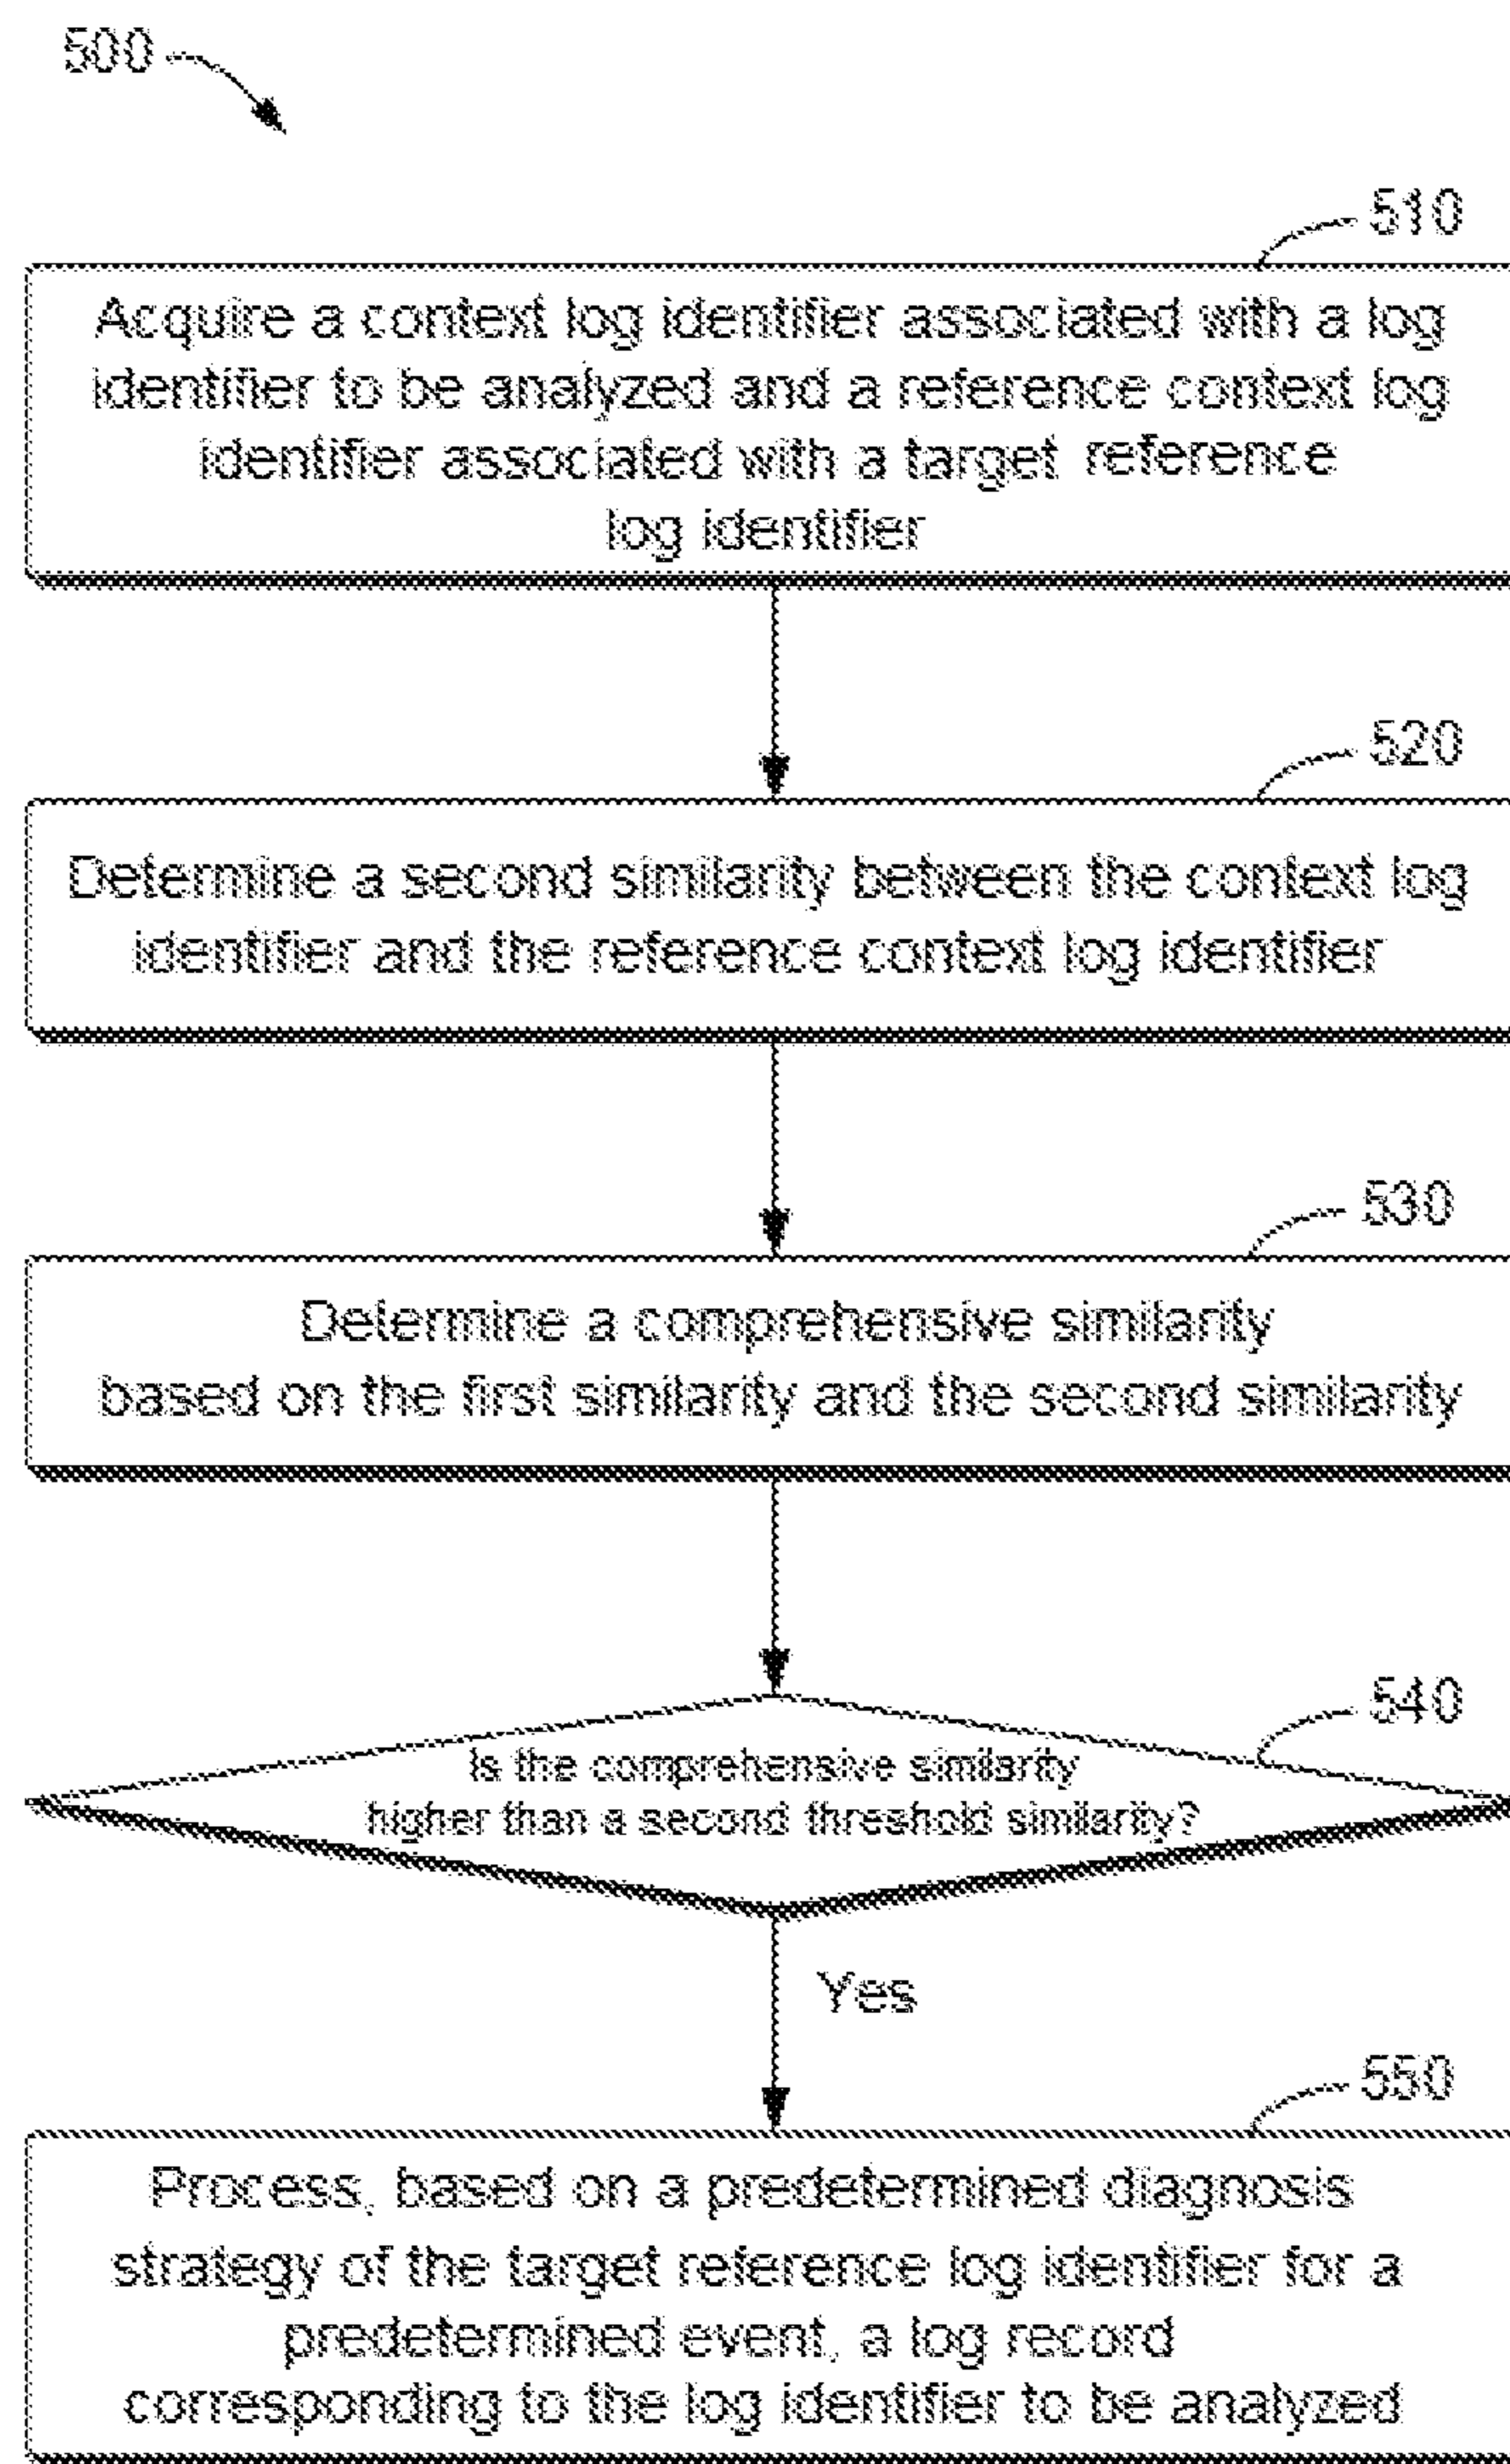 500
510
Acquire a context log identifier associated with a log
identifier to be analyzed and a reference context log
identifier associated with a target reference
log identifier
520
Determine a second similarity between the context log
identifier and the reference context log identifier
530
Determine a comprehensive similarity
based on the first similarity and the second similarity
540
Is the comprehensive similarity
higher than a second threshold similarity?
Yes
550
Process, based on a predetermined diagnosis
strategy of the target reference log identifier for a
predetermined event, a log record
corresponding to the log identifier to be analyzed